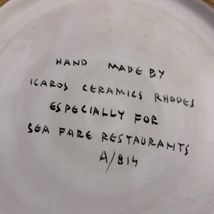 HAND MADE BY
ICAROS CERAMICS RHODES
ESPECIALLY FOR
SEA FARE RESTAURANTS
A/814